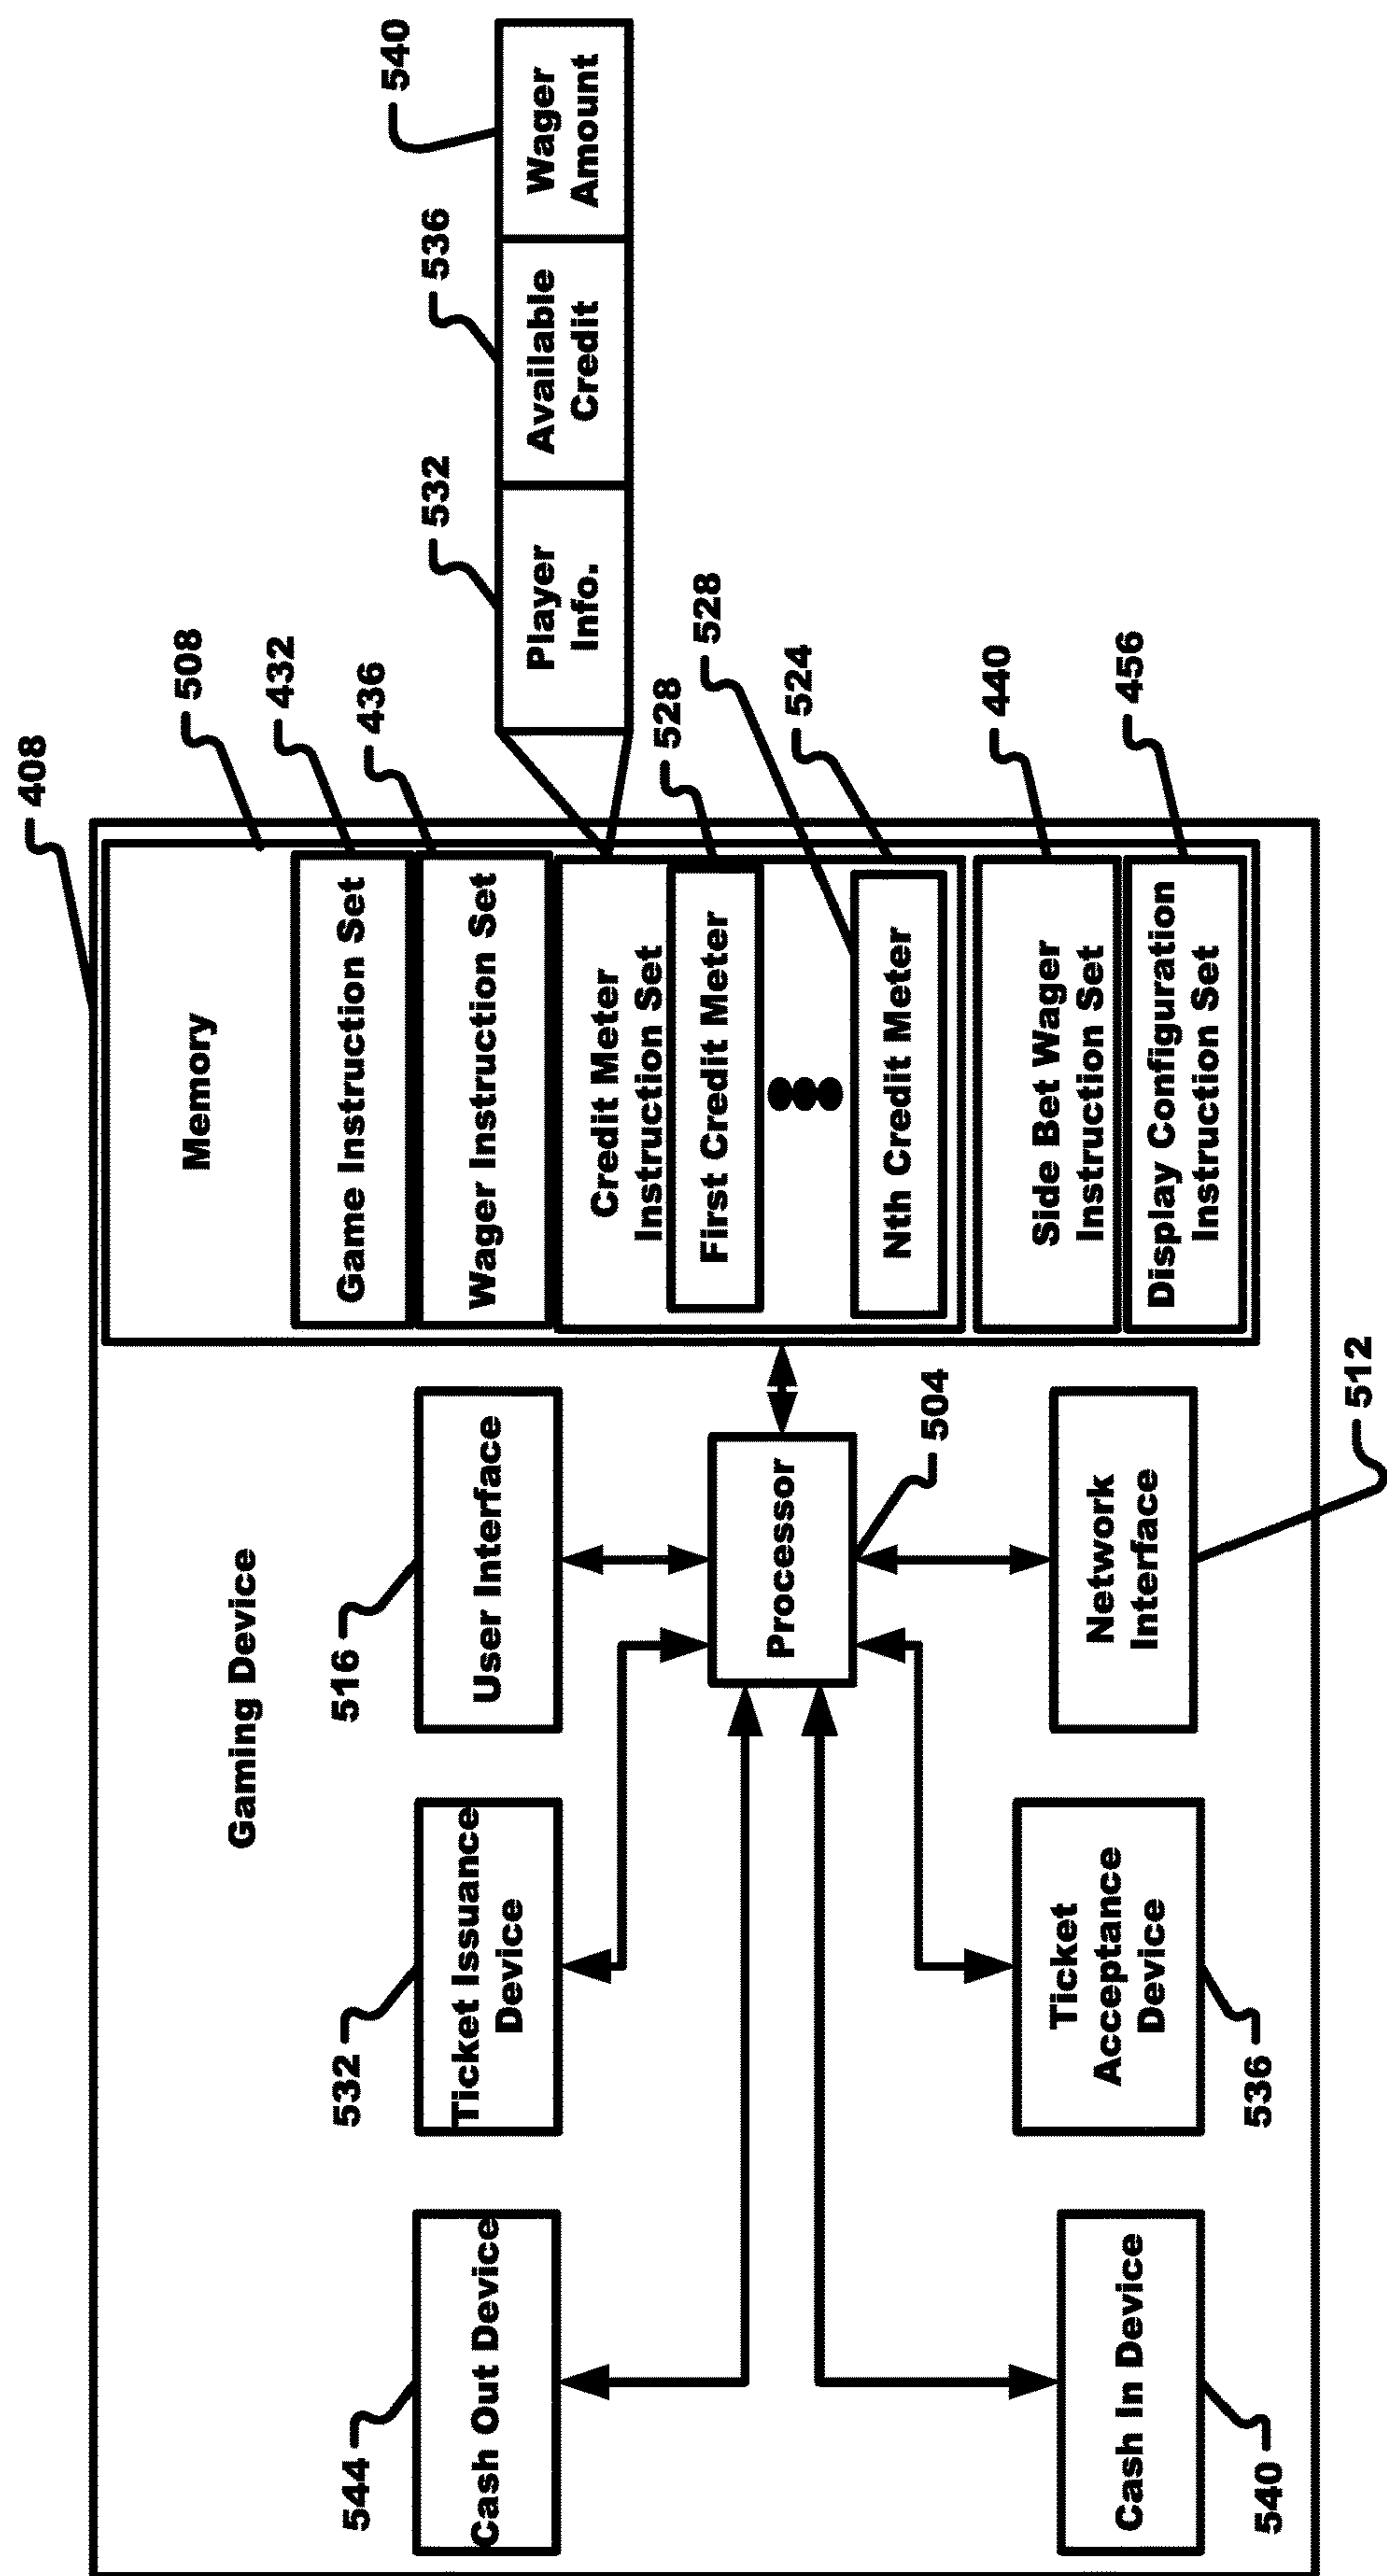 408
508
432
436
532
536
540
Player
Info.
Available
Credit
Wager
Amount
528
528
524
440
456
Gaming Device
Memory
Game Instruction Set
Wager Instruction Set
Credit Meter
Instruction Set
First Credit Meter
Nth Credit Meter
Side Bet Wager
Instruction Set
Display Configuration
Instruction Set
544
Cash Out Device
532
Ticket Issuance
Device
516
User Interface
Processor
504
Cash In Device
540
Ticket
Acceptance
Device
536
Network
Interface
512